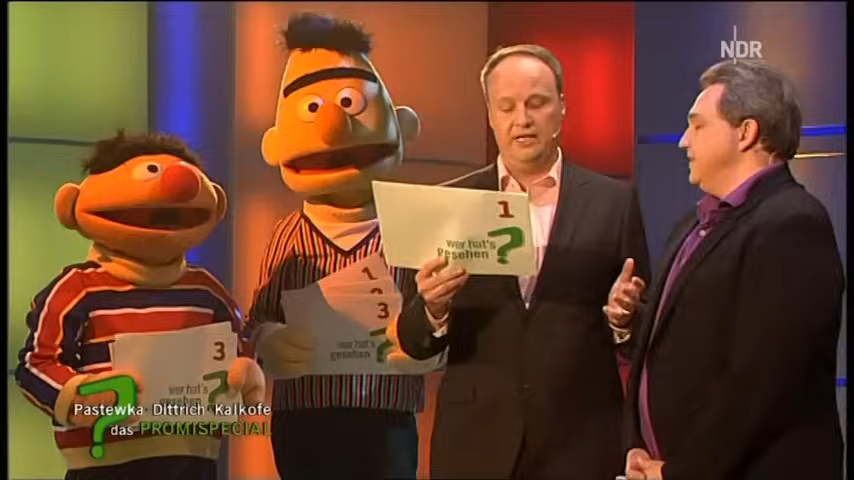 NDR
1
wer hat's
gesehen ?
1
3
wer hat's
gesehen ?
3
wer hat's
gesehen ?
Pastewka · Dittrich · Kalkofe
das PROMISPECIAL